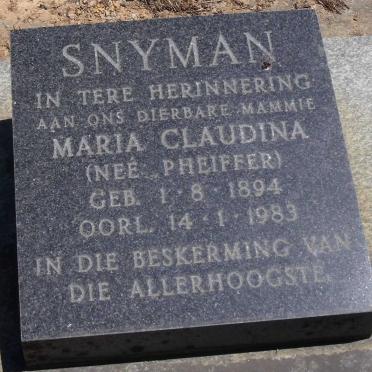 SNYMAN
IN TERE HERINNERING
AAN ONS DIERBARE MAMMIE
MARIA CLAUDINA
(NEÉ PHEIFFER)
GEB. 1·8·1894
OORL. 14·1·1983
IN DIE BESKERMING VAN
DIE ALLERHOOGSTE.